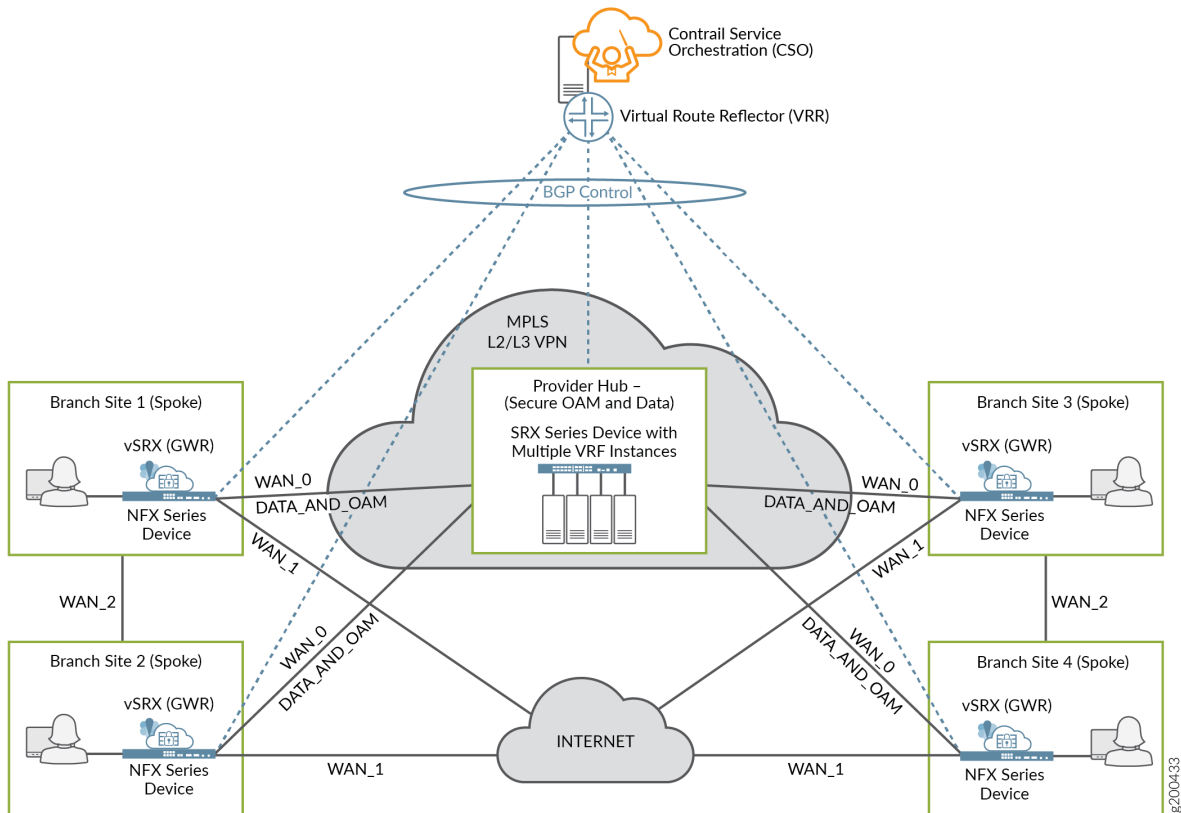 Contrail Service
Orchestration (CSO)
Virtual Route Reflector (VRR)
BGP Control
MPLS
L2/L3 VPN
Provider Hub –
(Secure OAM and Data)
SRX Series Device with
Multiple VRF Instances
Branch Site 1 (Spoke)
vSRX (GWR)
NFX Series
Device
WAN_0
DATA_AND_OAM
WAN_1
Branch Site 3 (Spoke)
vSRX (GWR)
NFX Series
Device
WAN_0
DATA_AND_OAM
WAN_1
WAN_2
WAN_2
Branch Site 2 (Spoke)
vSRX (GWR)
NFX Series
Device
WAN_0
DATA_AND_OAM
WAN_1
INTERNET
Branch Site 4 (Spoke)
vSRX (GWR)
NFX Series
Device
WAN_0
DATA_AND_OAM
WAN_1
g200433